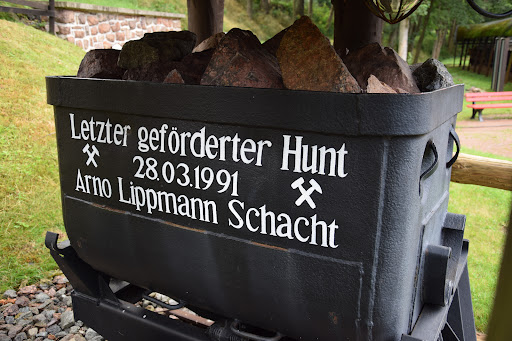 Letzter geförderter Hunt
28.03.1991
Arno Lippmann Schacht